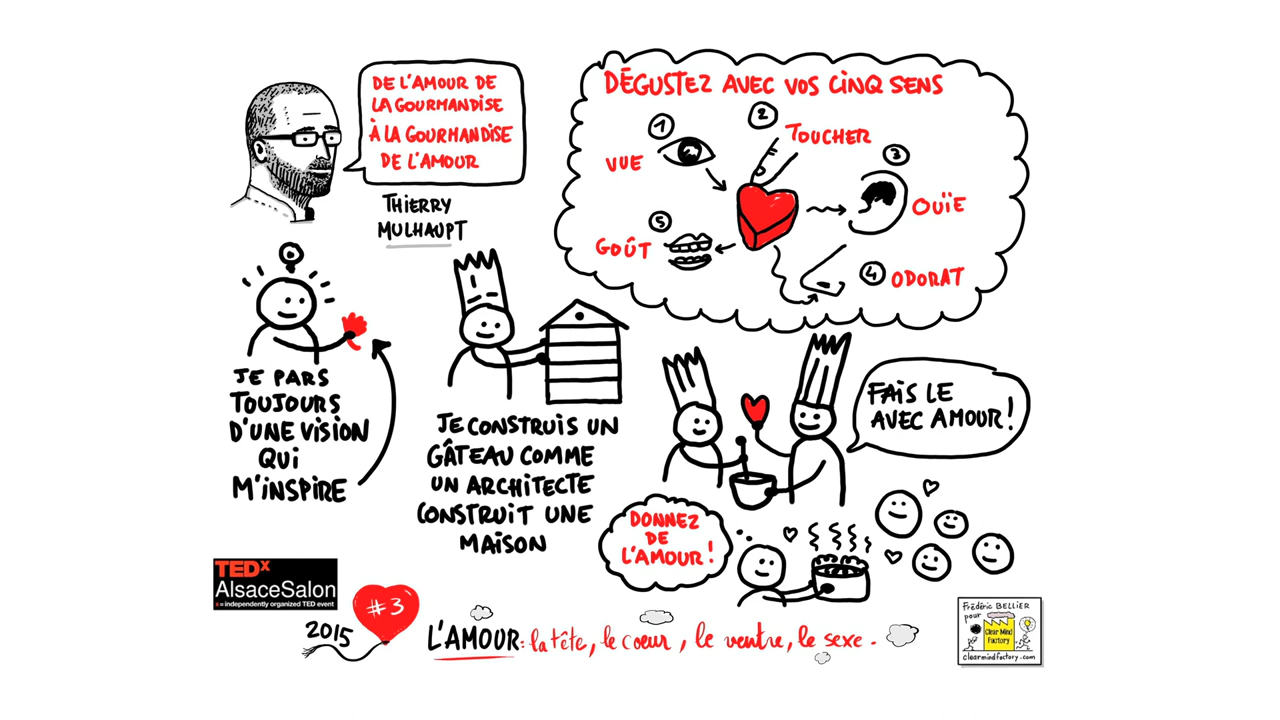 DE L'AMOUR DE
LA GOURMANDISE
À LA GOURMANDISE
DE L'AMOUR
THIERRY
MULHAUPT
DÉGUSTEZ AVEC VOS CINQ SENS
1
VUE
2
TOUCHER
3
OUÏE
4
ODORAT
5
GOÛT
JE PARS
TOUJOURS
D'UNE VISION
QUI
M'INSPIRE
JE CONSTRUIS UN
GÂTEAU COMME
UN ARCHITECTE
CONSTRUIT UNE
MAISON
FAIS LE
AVEC AMOUR!
DONNEZ
DE
L'AMOUR!
TEDx
AlsaceSalon
x = independently organized TED event
2015
#3
L'AMOUR: la tête, le coeur, le ventre, le sexe.
Frédéric BELLIER
pour
Clear Mind
Factory
clearmindfactory.com